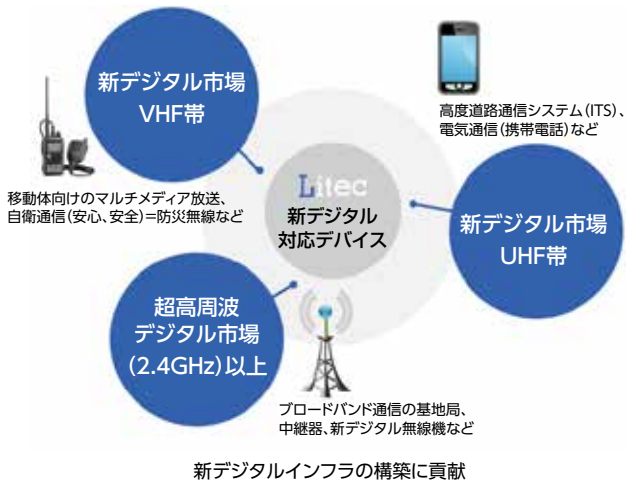 新デジタル市場
VHF帯
高度道路通信システム(ITS)、
電気通信(携帯電話)など
移動体向けのマルチメディア放送、
自衛通信(安心、安全)=防災無線など
Litec
新デジタル
対応デバイス
新デジタル市場
UHF帯
超高周波
デジタル市場
(2.4GHz)以上
ブロードバンド通信の基地局、
中継器、新デジタル無線機など
新デジタルインフラの構築に貢献